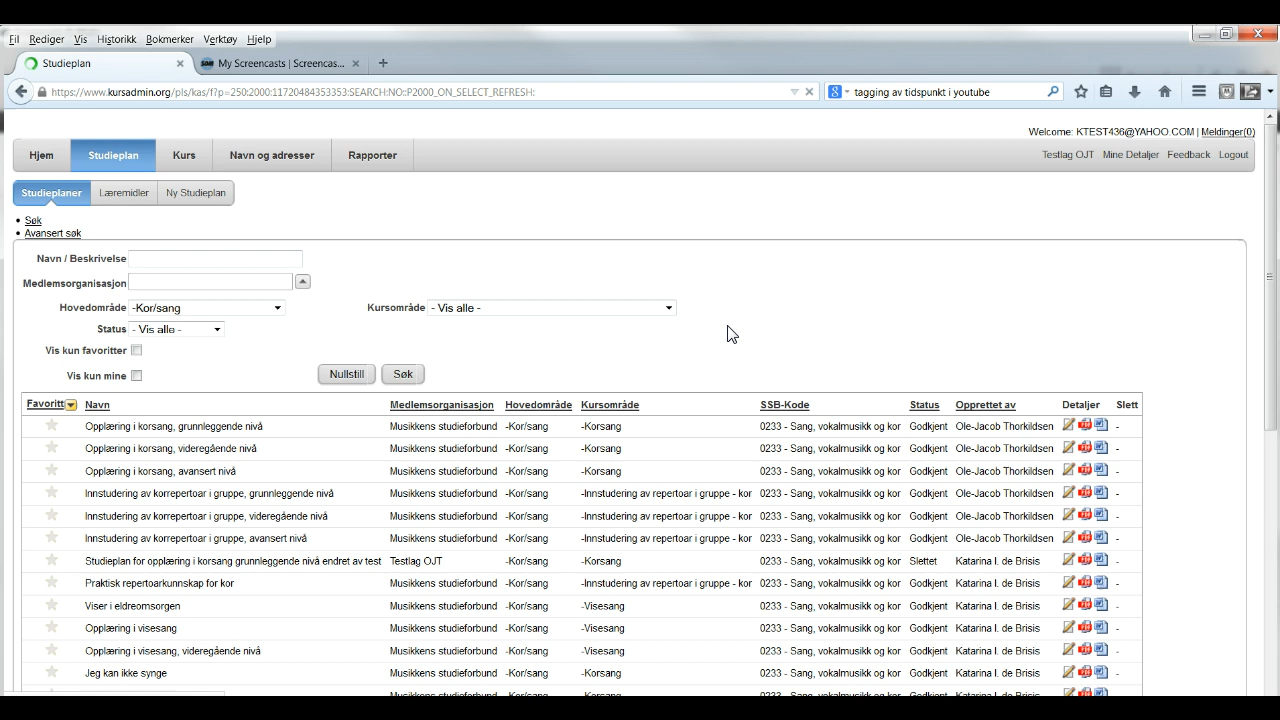 Fil Rediger Vis Historikk Bokmerker Verktøy Hjelp
Studieplan × My Screencasts | Screencas... × +
https://www.kursadmin.org/pls/kas/f?p=250:2000:11720484353353:SEARCH:NO::P2000_ON_SELECT_REFRESH: tagging av tidspunkt i youtube
Welcome: KTEST436@YAHOO.COM | Meldinger(0)
Hjem Studieplan Kurs Navn og adresser Rapporter Testlag OJT Mine Detaljer Feedback Logout
Studieplaner Læremidler Ny Studieplan
• Søk
• Avansert søk
Navn / Beskrivelse
Medlemsorganisasjon
Hovedområde -Kor/sang Kursområde - Vis alle -
Status - Vis alle -
Vis kun favoritter
Vis kun mine Nullstill Søk
Favoritt Navn Medlemsorganisasjon Hovedområde Kursområde SSB-Kode Status Opprettet av Detaljer Slett
Opplæring i korsang, grunnleggende nivå Musikkens studieforbund -Kor/sang -Korsang 0233 - Sang, vokalmusikk og kor Godkjent Ole-Jacob Thorkildsen -
Opplæring i korsang, videregående nivå Musikkens studieforbund -Kor/sang -Korsang 0233 - Sang, vokalmusikk og kor Godkjent Ole-Jacob Thorkildsen -
Opplæring i korsang, avansert nivå Musikkens studieforbund -Kor/sang -Korsang 0233 - Sang, vokalmusikk og kor Godkjent Ole-Jacob Thorkildsen -
Innstudering av korrepertoar i gruppe, grunnleggende nivå Musikkens studieforbund -Kor/sang -Innstudering av repertoar i gruppe - kor 0233 - Sang, vokalmusikk og kor Godkjent Ole-Jacob Thorkildsen -
Innstudering av korrepertoar i gruppe, videregående nivå Musikkens studieforbund -Kor/sang -Innstudering av repertoar i gruppe - kor 0233 - Sang, vokalmusikk og kor Godkjent Ole-Jacob Thorkildsen -
Innstudering av korrepertoar i gruppe, avansert nivå Musikkens studieforbund -Kor/sang -Innstudering av repertoar i gruppe - kor 0233 - Sang, vokalmusikk og kor Godkjent Ole-Jacob Thorkildsen -
Studieplan for opplæring i korsang grunnleggende nivå endret av test Testlag OJT -Kor/sang -Korsang 0233 - Sang, vokalmusikk og kor Slettet Katarina I. de Brisis -
Praktisk repertoarkunnskap for kor Musikkens studieforbund -Kor/sang -Innstudering av repertoar i gruppe - kor 0233 - Sang, vokalmusikk og kor Godkjent Katarina I. de Brisis -
Viser i eldreomsorgen Musikkens studieforbund -Kor/sang -Visesang 0233 - Sang, vokalmusikk og kor Godkjent Katarina I. de Brisis -
Opplæring i visesang Musikkens studieforbund -Kor/sang -Visesang 0233 - Sang, vokalmusikk og kor Godkjent Katarina I. de Brisis -
Opplæring i visesang, videregående nivå Musikkens studieforbund -Kor/sang -Visesang 0233 - Sang, vokalmusikk og kor Godkjent Katarina I. de Brisis -
Jeg kan ikke synge Musikkens studieforbund -Kor/sang -Korsang 0233 - Sang, vokalmusikk og kor Godkjent Katarina I. de Brisis -